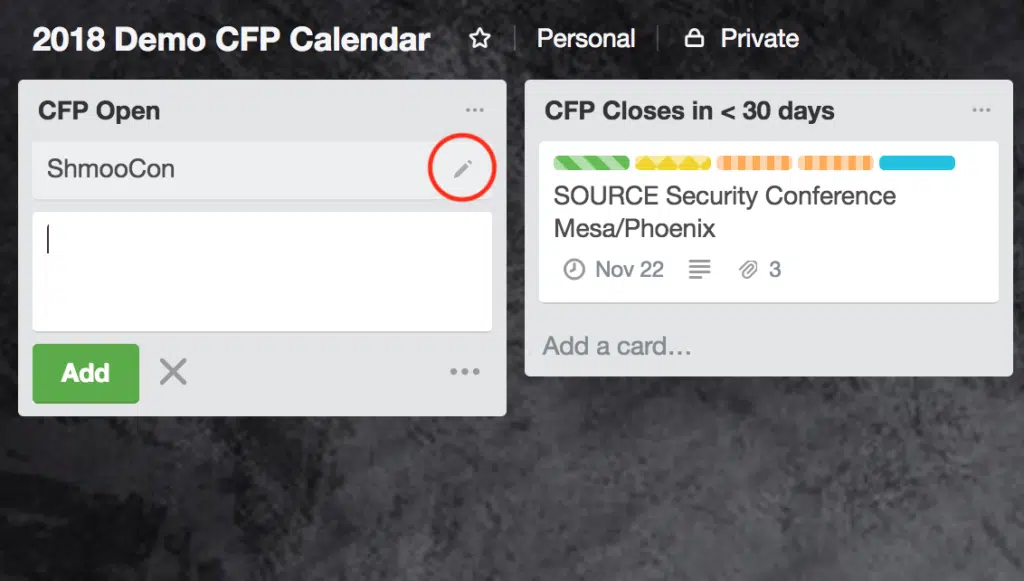 2018 Demo CFP Calendar Personal Private
CFP Open
ShmooCon
Add
CFP Closes in < 30 days
SOURCE Security Conference
Mesa/Phoenix
Nov 22 3
Add a card...